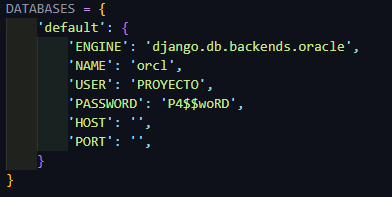 DATABASES = {
    'default': {
        'ENGINE': 'django.db.backends.oracle',
        'NAME': 'orcl',
        'USER': 'PROYECTO',
        'PASSWORD': 'P4$$woRD',
        'HOST': '',
        'PORT': '',
    }
}